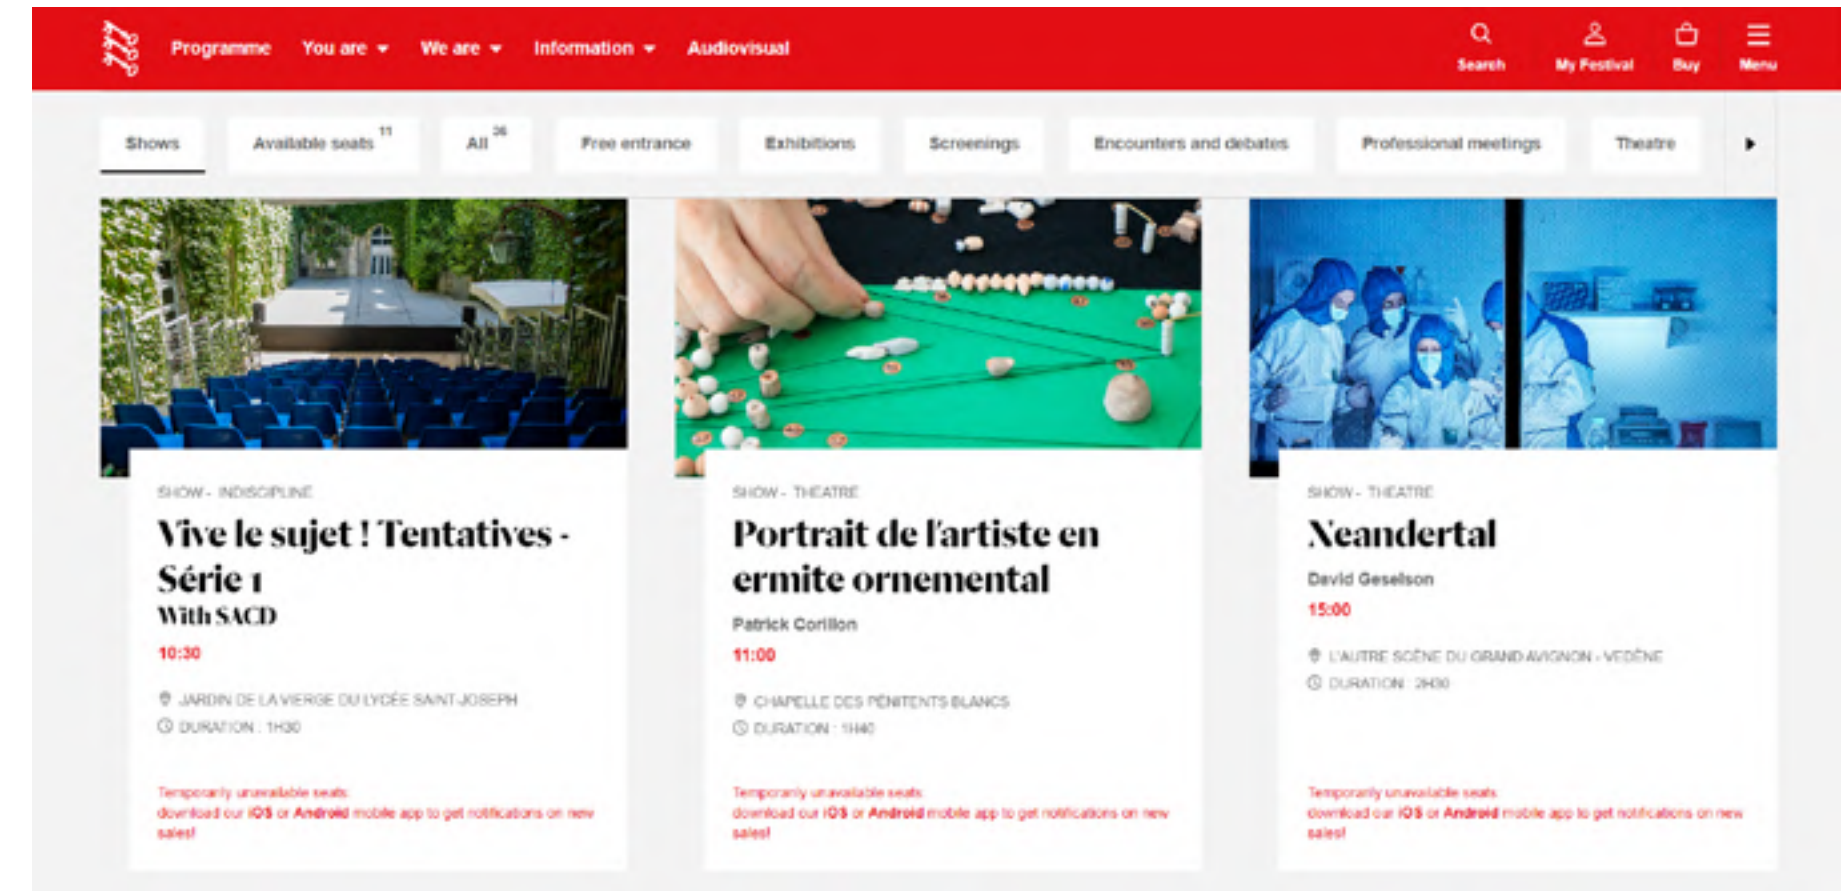 Programme You are We are Information Audiovisual
Search My Festival Buy Menu
Shows Available seats 11 All 36 Free entrance Exhibitions Screenings Encounters and debates Professional meetings Theatre
SHOW - INDISCIPLINE
Vive le sujet ! Tentatives -
Série 1
With SACD
10:30
JARDIN DE LA VIERGE DU LYCÉE SAINT-JOSEPH
DURATION : 1H30
Temporarily unavailable seats
download our iOS or Android mobile app to get notifications on new
sales!
SHOW - THEATRE
Portrait de l'artiste en
ermite ornemental
Patrick Corillon
11:00
CHAPELLE DES PÉNITENTS BLANCS
DURATION : 1H40
Temporarily unavailable seats
download our iOS or Android mobile app to get notifications on new
sales!
SHOW - THEATRE
Neandertal
David Geselson
15:00
L'AUTRE SCÈNE DU GRAND AVIGNON - VEDÈNE
DURATION : 2H30
Temporarily unavailable seats
download our iOS or Android mobile app to get notifications on new
sales!